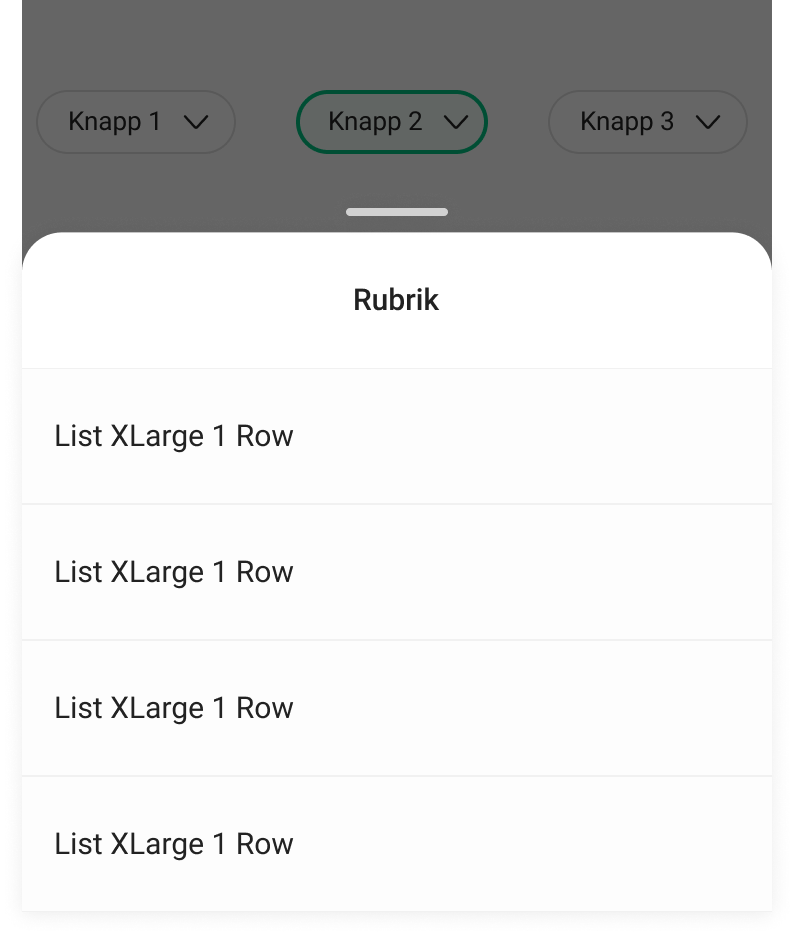 Knapp 1
Knapp 2
Knapp 3
Rubrik
List XLarge 1 Row
List XLarge 1 Row
List XLarge 1 Row
List XLarge 1 Row